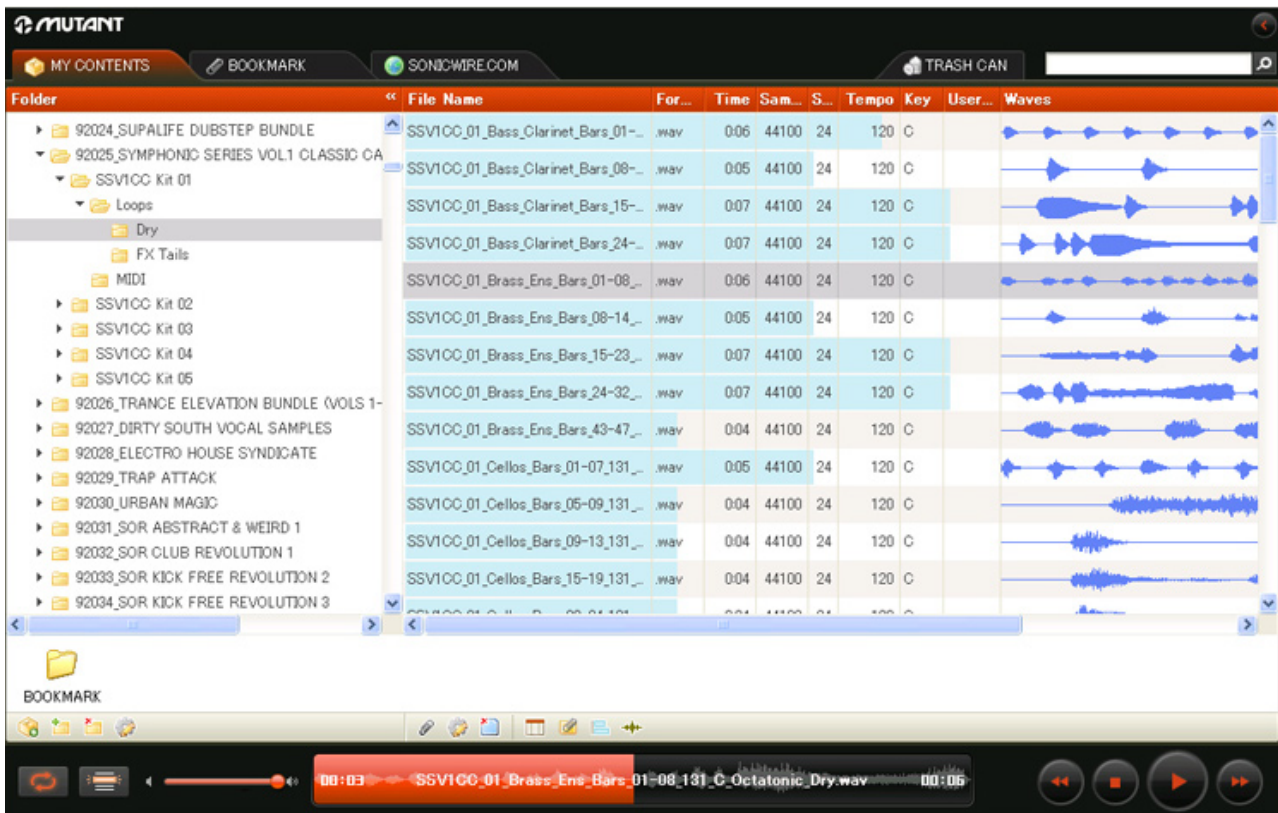 MUTANT
MY CONTENTS BOOKMARK SONICWIRE.COM TRASH CAN
Folder « File Name For... Time Sam... S... Tempo Key User... Waves
92024_SUPALIFE DUBSTEP BUNDLE
92025_SYMPHONIC SERIES VOL.1 CLASSIC CA
SSV1CC Kit 01
Loops
Dry
FX Tails
MIDI
SSV1CC Kit 02
SSV1CC Kit 03
SSV1CC Kit 04
SSV1CC Kit 05
92026_TRANCE ELEVATION BUNDLE (VOLS 1-
92027_DIRTY SOUTH VOCAL SAMPLES
92028_ELECTRO HOUSE SYNDICATE
92029_TRAP ATTACK
92030_URBAN MAGIC
92031_SOR ABSTRACT & WEIRD 1
92032_SOR CLUB REVOLUTION 1
92033_SOR KICK FREE REVOLUTION 2
92034_SOR KICK FREE REVOLUTION 3
SSV1CC_01_Bass_Clarinet_Bars_01-... .wav 0:06 44100 24 120 C
SSV1CC_01_Bass_Clarinet_Bars_08-... .wav 0:05 44100 24 120 C
SSV1CC_01_Bass_Clarinet_Bars_15-... .wav 0:07 44100 24 120 C
SSV1CC_01_Bass_Clarinet_Bars_24-... .wav 0:07 44100 24 120 C
SSV1CC_01_Brass_Ens_Bars_01-08_... .wav 0:06 44100 24 120 C
SSV1CC_01_Brass_Ens_Bars_08-14_... .wav 0:05 44100 24 120 C
SSV1CC_01_Brass_Ens_Bars_15-23_... .wav 0:07 44100 24 120 C
SSV1CC_01_Brass_Ens_Bars_24-32_... .wav 0:07 44100 24 120 C
SSV1CC_01_Brass_Ens_Bars_43-47_... .wav 0:04 44100 24 120 C
SSV1CC_01_Cellos_Bars_01-07_131_... .wav 0:05 44100 24 120 C
SSV1CC_01_Cellos_Bars_05-09_131_... .wav 0:04 44100 24 120 C
SSV1CC_01_Cellos_Bars_09-13_131_... .wav 0:04 44100 24 120 C
SSV1CC_01_Cellos_Bars_15-19_131_... .wav 0:04 44100 24 120 C
BOOKMARK
00:03 SSV1CC_01_Brass_Ens_Bars_01-08_131_C_Octatonic_Dry.wav 00:06